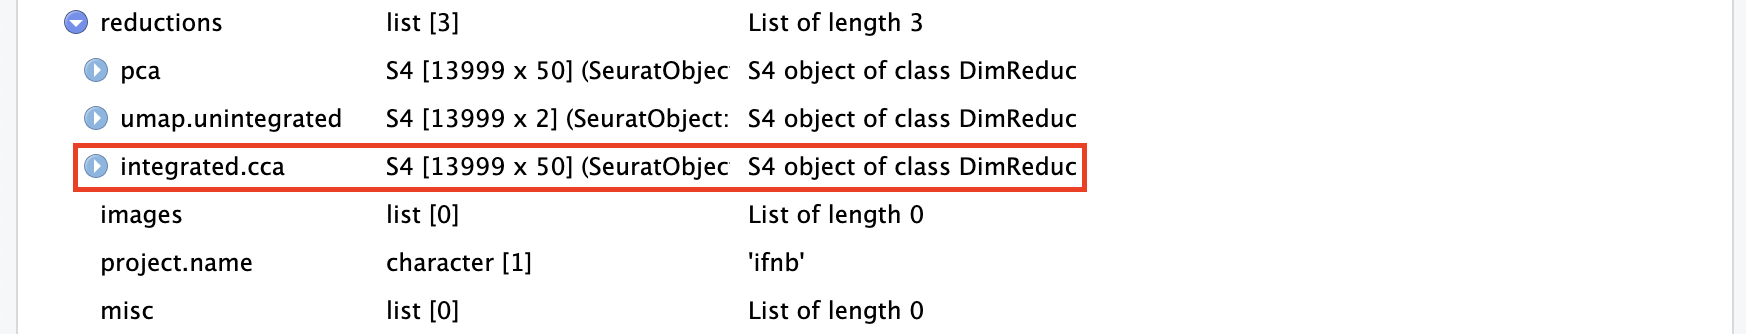 reductions list [3] List of length 3
pca S4 [13999 x 50] (SeuratObjec S4 object of class DimReduc
umap.unintegrated S4 [13999 x 2] (SeuratObject: S4 object of class DimReduc
integrated.cca S4 [13999 x 50] (SeuratObjec S4 object of class DimReduc
images list [0] List of length 0
project.name character [1] 'ifnb'
misc list [0] List of length 0